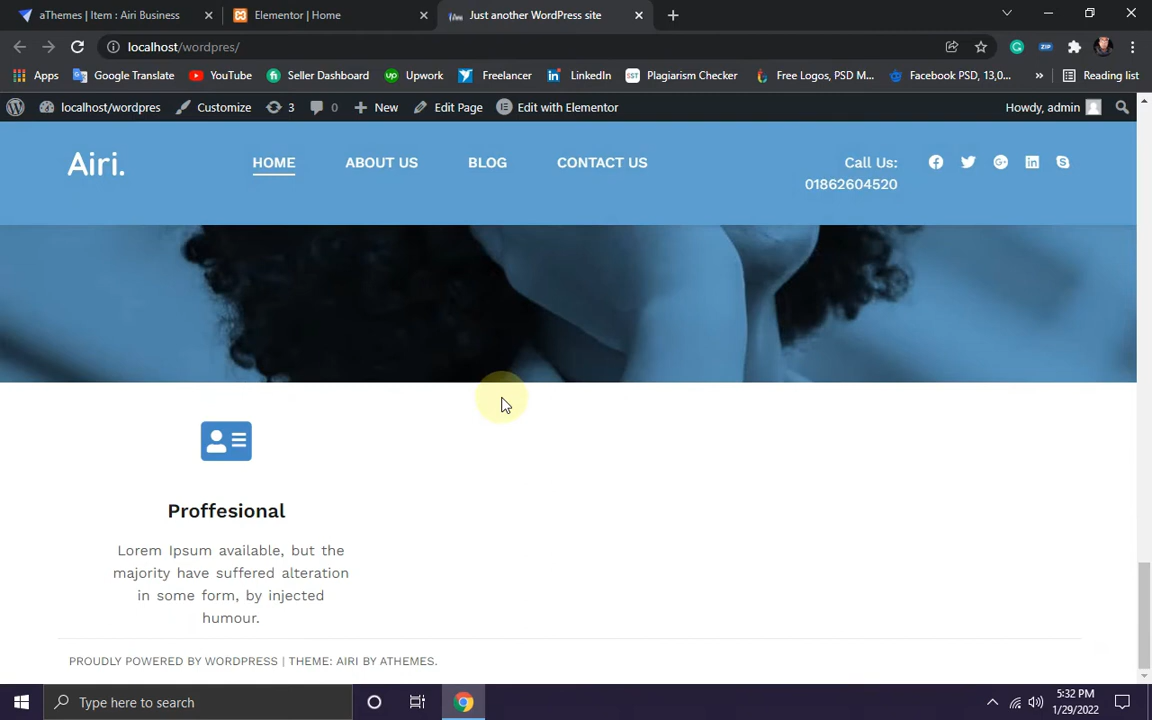 aThemes | Item : Airi Business
Elementor | Home
Just another WordPress site
localhost/wordpres/
Apps
Google Translate
YouTube
Seller Dashboard
Upwork
Freelancer
LinkedIn
SST
Plagiarism Checker
Free Logos, PSD M...
Facebook PSD, 13,0...
Reading list
localhost/wordpres
Customize
3
0
New
Edit Page
Edit with Elementor
Howdy, admin
Airi.
HOME
ABOUT US
BLOG
CONTACT US
Call Us:
01862604520
Proffesional
Lorem Ipsum available, but the
majority have suffered alteration
in some form, by injected
humour.
PROUDLY POWERED BY WORDPRESS | THEME: AIRI BY ATHEMES.
Type here to search
5:32 PM
1/29/2022